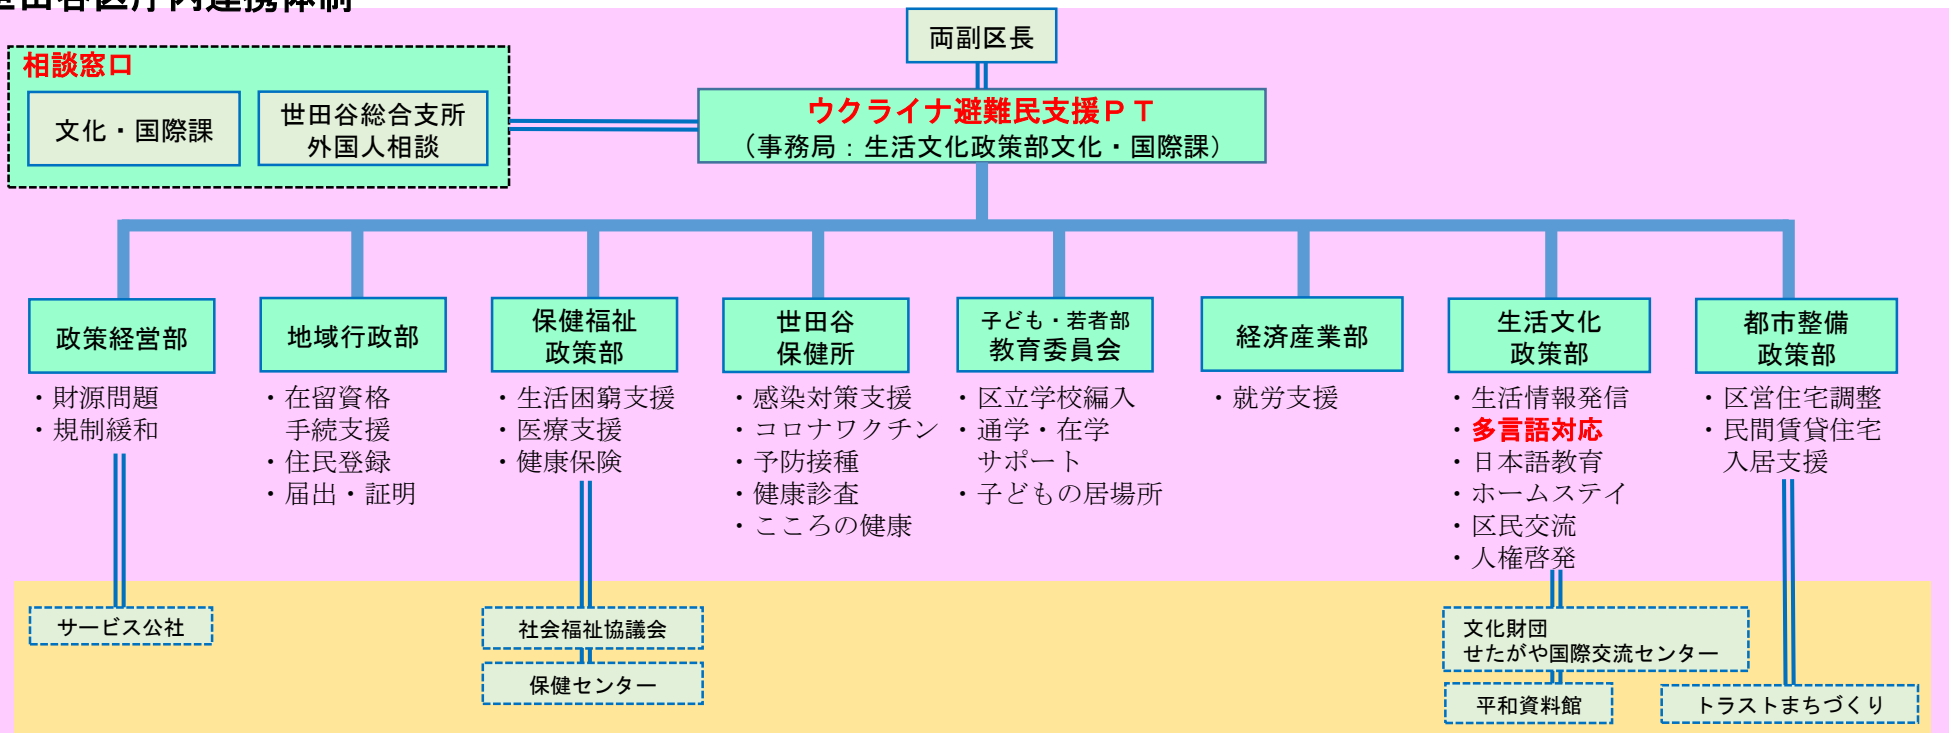 世田谷区庁内連携体制
両副区長
相談窓口
文化・国際課
世田谷総合支所
外国人相談
ウクライナ避難民支援ＰＴ
（事務局：生活文化政策部文化・国際課）
政策経営部
・財源問題
・規制緩和
地域行政部
・在留資格
手続支援
・住民登録
・届出・証明
保健福祉
政策部
・生活困窮支援
・医療支援
・健康保険
世田谷
保健所
・感染対策支援
・コロナワクチン
・予防接種
・健康診査
・こころの健康
子ども・若者部
教育委員会
・区立学校編入
・通学・在学
サポート
・子どもの居場所
経済産業部
・就労支援
生活文化
政策部
・生活情報発信
・多言語対応
・日本語教育
・ホームステイ
・区民交流
・人権啓発
都市整備
政策部
・区営住宅調整
・民間賃貸住宅
入居支援
サービス公社
社会福祉協議会
保健センター
文化財団
せたがや国際交流センター
平和資料館
トラストまちづくり